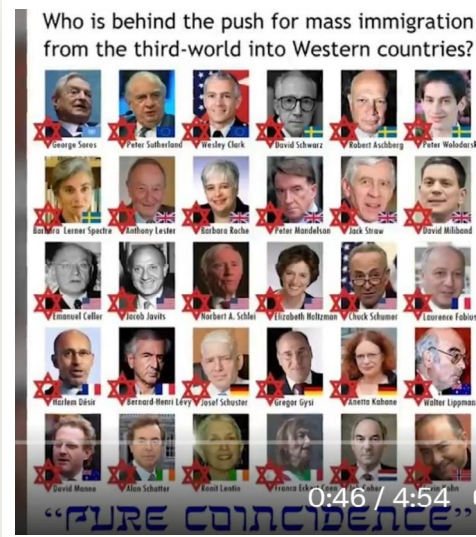 Who is behind the push for mass immigration
from the third-world into Western countries?
George Soros Peter Sutherland Wesley Clark David Schwarz Robert Aschberg Peter
Barbara Lerner Spectre Anthony Lester Barbara Roche Peter Mandelson Jack Straw David Miliband
Emanuel Celler Jacob Javits Norbert A. Schlei Elizabeth Holtzman Chuck Schumer Laurence Fabius
Harlem Désir Bernard-Henri Lévy Josef Schuster Gregor Gysi Anetta Kahane Walter Lippman
David Manne Alan Shatter Ronit Lentin Franca
0:46 / 4:54
“PURE COINCIDENCE”